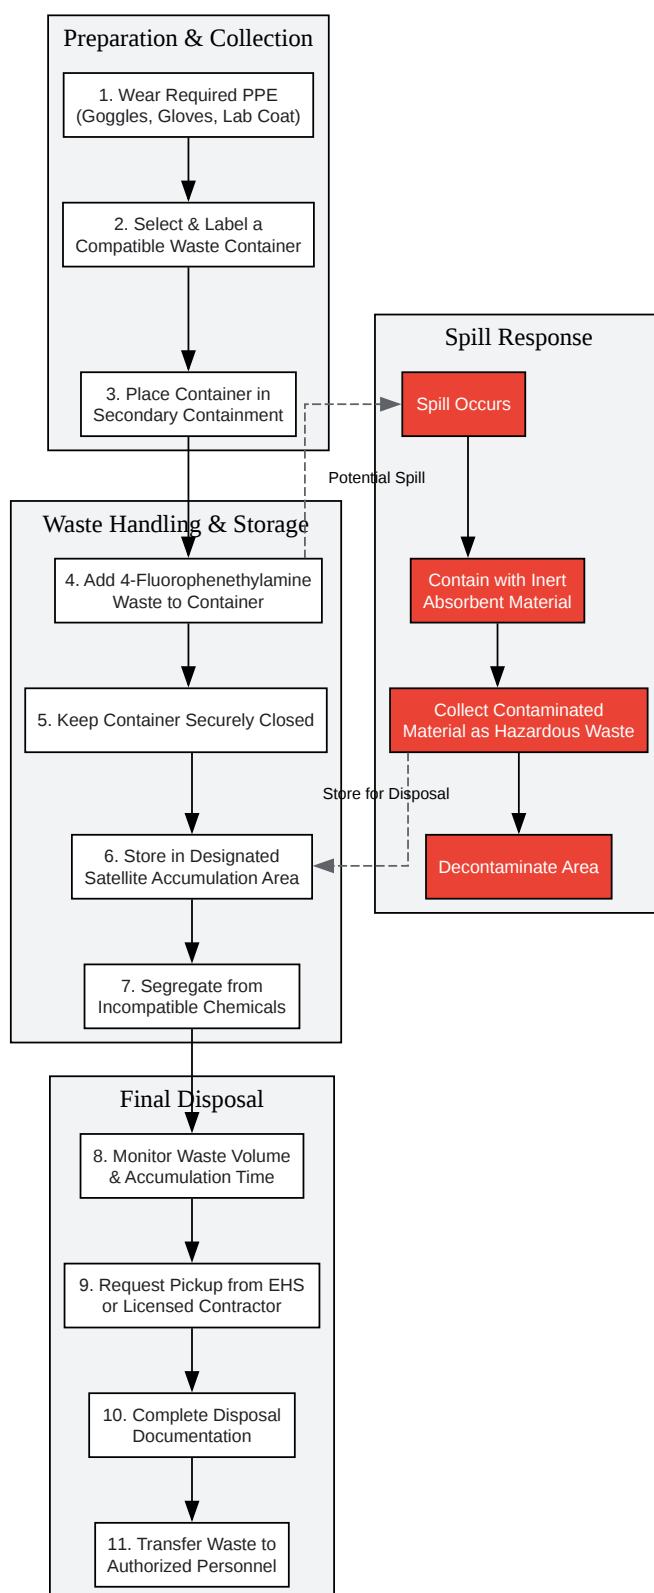 Preparation & Collection
1. Wear Required PPE
(Goggles, Gloves, Lab Coat)
2. Select & Label a
Compatible Waste Container
3. Place Container in
Secondary Containment
Waste Handling & Storage
4. Add 4-Fluorophenethylamine
Waste to Container
5. Keep Container Securely Closed
6. Store in Designated
Satellite Accumulation Area
7. Segregate from
Incompatible Chemicals
Final Disposal
8. Monitor Waste Volume
& Accumulation Time
9. Request Pickup from EHS
or Licensed Contractor
10. Complete Disposal
Documentation
11. Transfer Waste to
Authorized Personnel
Spill Response
Spill Occurs
Potential Spill
Contain with Inert
Absorbent Material
Collect Contaminated
Material as Hazardous Waste
Store for Disposal
Decontaminate Area